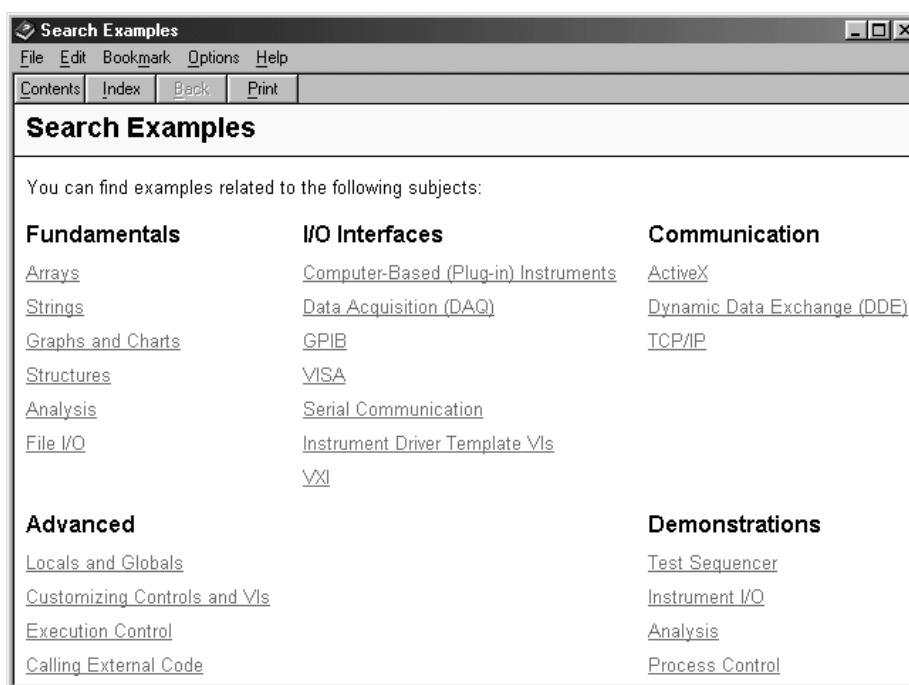 Search Examples
File Edit Bookmark Options Help
Contents Index Back Print
Search Examples
You can find examples related to the following subjects:
Fundamentals
Arrays
Strings
Graphs and Charts
Structures
Analysis
File I/O
I/O Interfaces
Computer-Based (Plug-in) Instruments
Data Acquisition (DAQ)
GPIB
VISA
Serial Communication
Instrument Driver Template VIs
VXI
Communication
ActiveX
Dynamic Data Exchange (DDE)
TCP/IP
Advanced
Locals and Globals
Customizing Controls and VIs
Execution Control
Calling External Code
Demonstrations
Test Sequencer
Instrument I/O
Analysis
Process Control